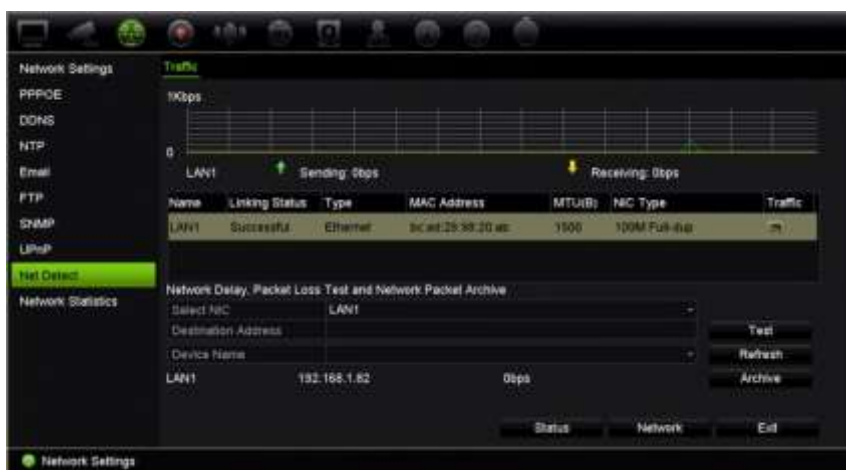 Network Settings
PPPOE
DDNS
NTP
Email
FTP
SNMP
UPnP
Net Detect
Network Statistics
Traffic
1Kbps
0
LAN1 Sending: 0bps Receiving: 0bps
Name Linking Status Type MAC Address MTU(B) NIC Type Traffic
LAN1 Successful Ethernet 1500 100M Full-dup
Network Delay, Packet Loss Test and Network Packet Archive
Select NIC LAN1
Destination Address Test
Device Name Refresh
LAN1 192.168.1.82 0bps Archive
Status Network Exit
Network Settings